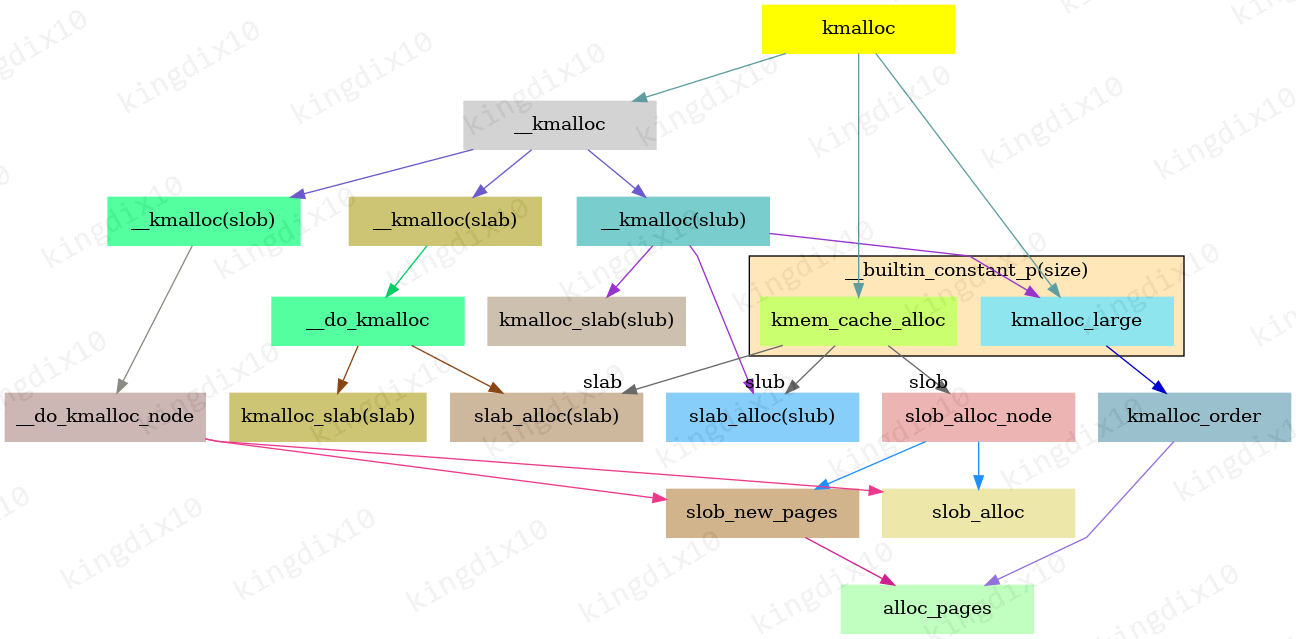 kmalloc
__kmalloc
__kmalloc(slob)
__kmalloc(slab)
__kmalloc(slub)
__builtin_constant_p(size)
__do_kmalloc
kmalloc_slab(slub)
kmem_cache_alloc
kmalloc_large
slab
slub
slob
__do_kmalloc_node
kmalloc_slab(slab)
slab_alloc(slab)
slab_alloc(slub)
slob_alloc_node
kmalloc_order
slob_new_pages
slob_alloc
alloc_pages
kingdix10